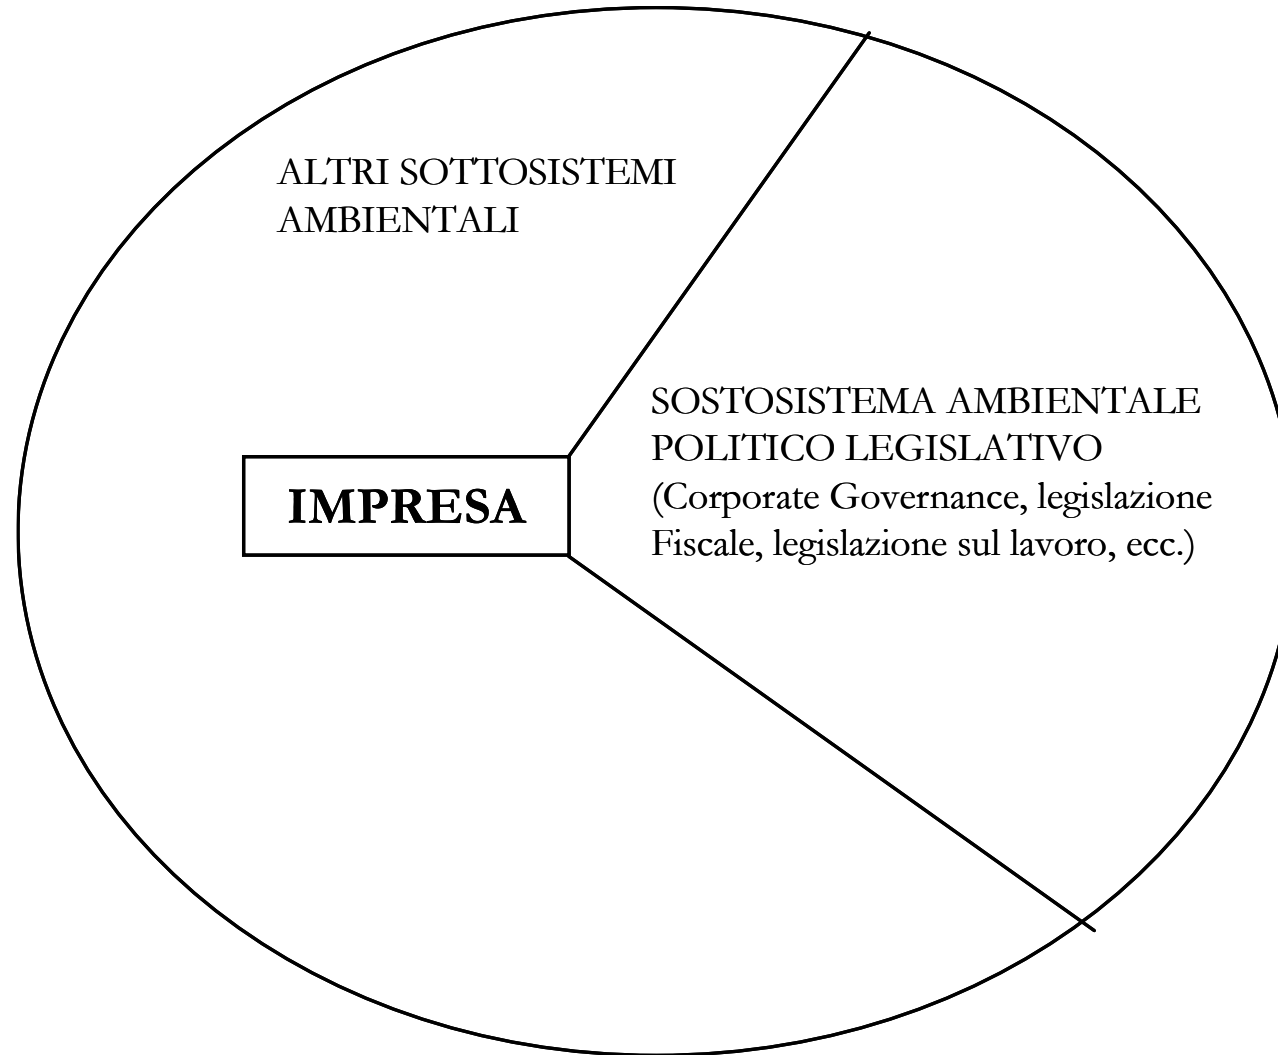 ALTRI SOTTOSISTEMI
AMBIENTALI
SOSTOSISTEMA AMBIENTALE
POLITICO LEGISLATIVO
(Corporate Governance, legislazione
Fiscale, legislazione sul lavoro, ecc.)
IMPRESA